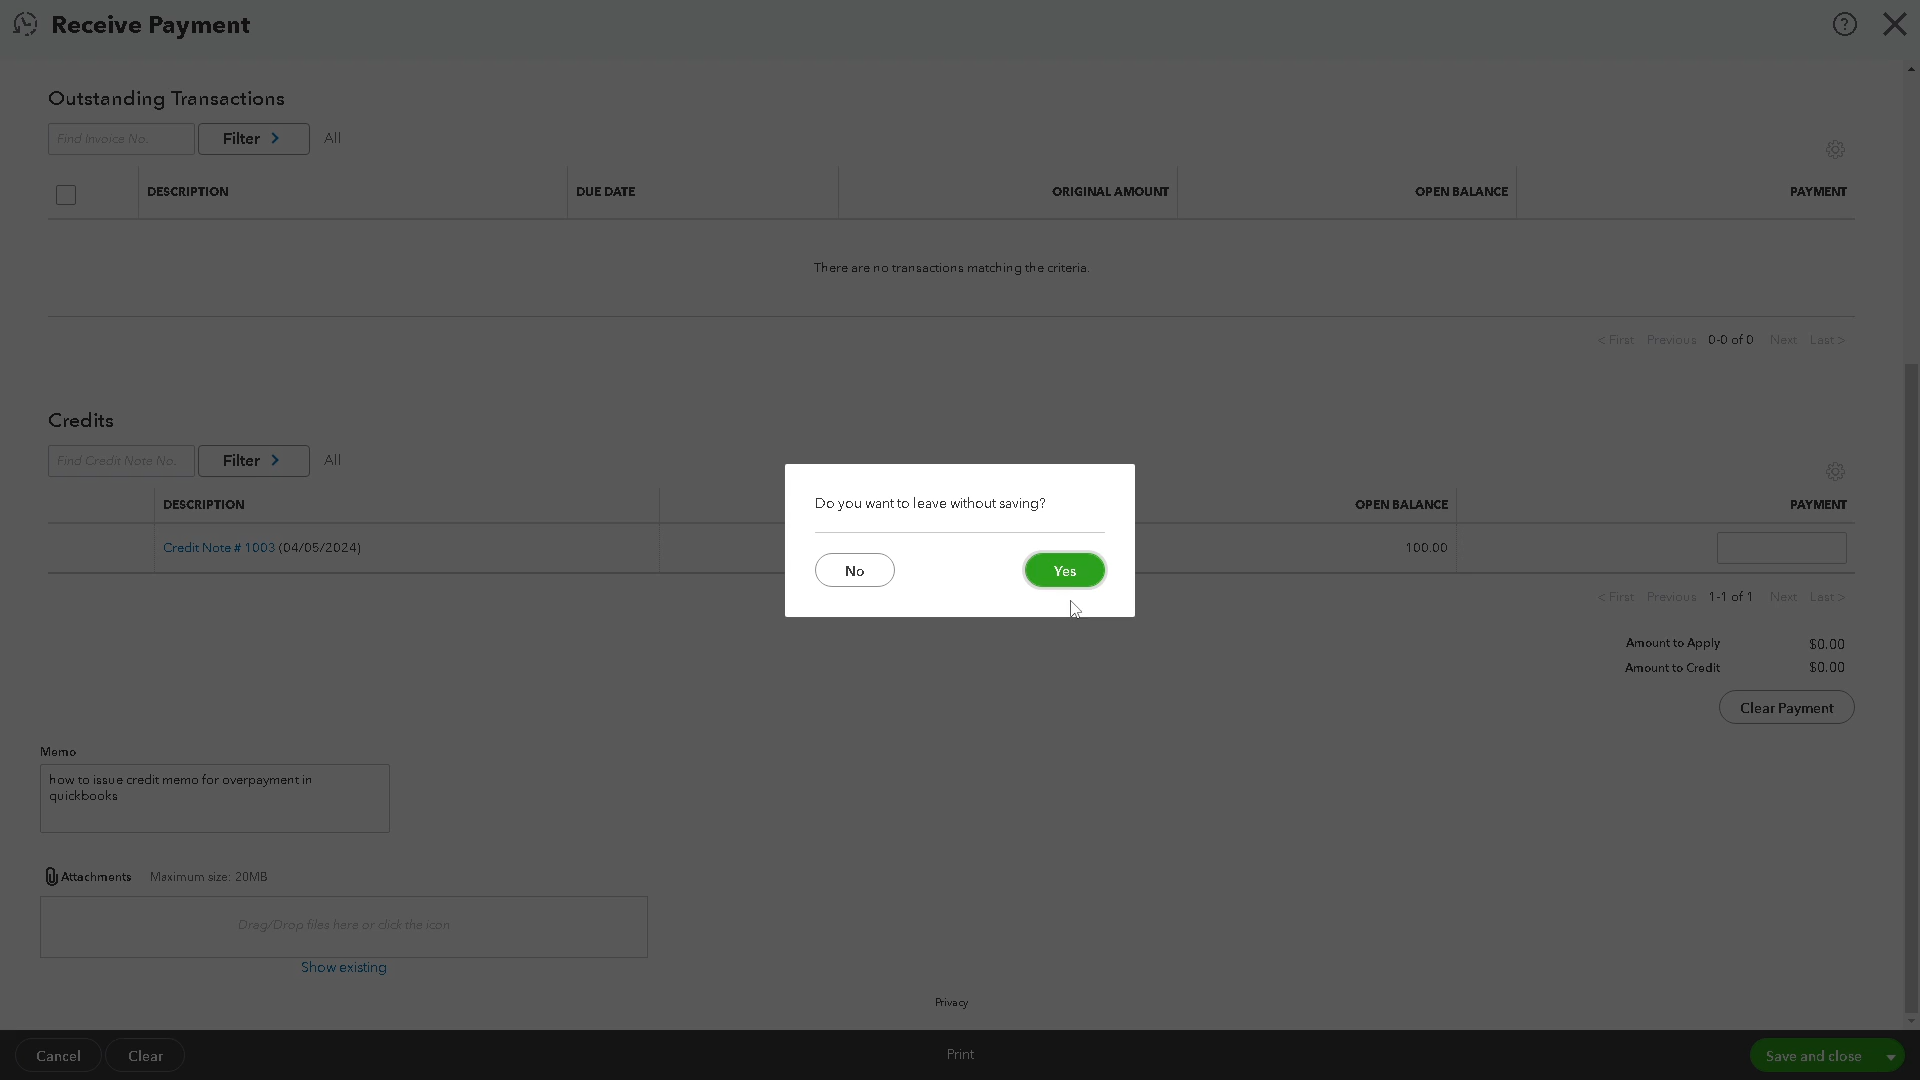 Receive Payment
?
Outstanding Transactions
Find Invoice No.
Filter >
All
DESCRIPTION
DUE DATE
ORIGINAL AMOUNT
OPEN BALANCE
PAYMENT
There are no transactions matching the criteria.
< First Previous 0-0 of 0 Next Last >
Credits
Find Credit Note No.
Filter >
All
DESCRIPTION
OPEN BALANCE
PAYMENT
Credit Note # 1003 (04/05/2024)
100.00
Do you want to leave without saving?
No
Yes
< First Previous 1-1 of 1 Next Last >
Amount to Apply $0.00
Amount to Credit $0.00
Clear Payment
Memo
how to issue credit memo for overpayment in
quickbooks
Attachments Maximum size: 20MB
Drag/Drop files here or click the icon
Show existing
Privacy
Cancel
Clear
Print
Save and close